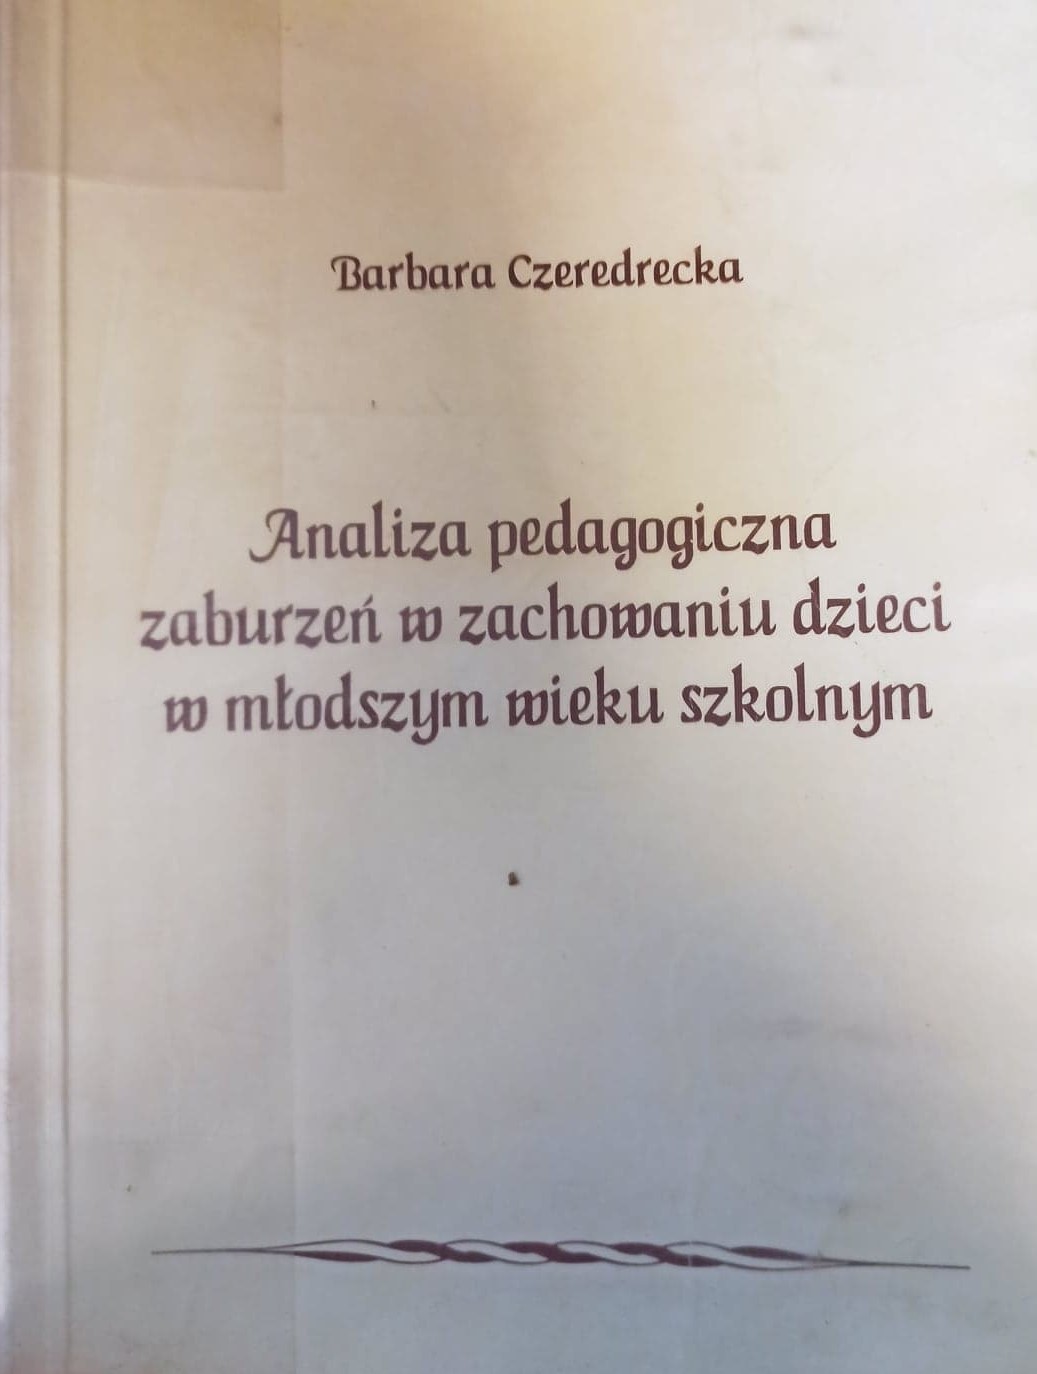 Barbara Czeredrecka
Analiza pedagogiczna
zaburzeń w zachowaniu dzieci
w młodszym wieku szkolnym